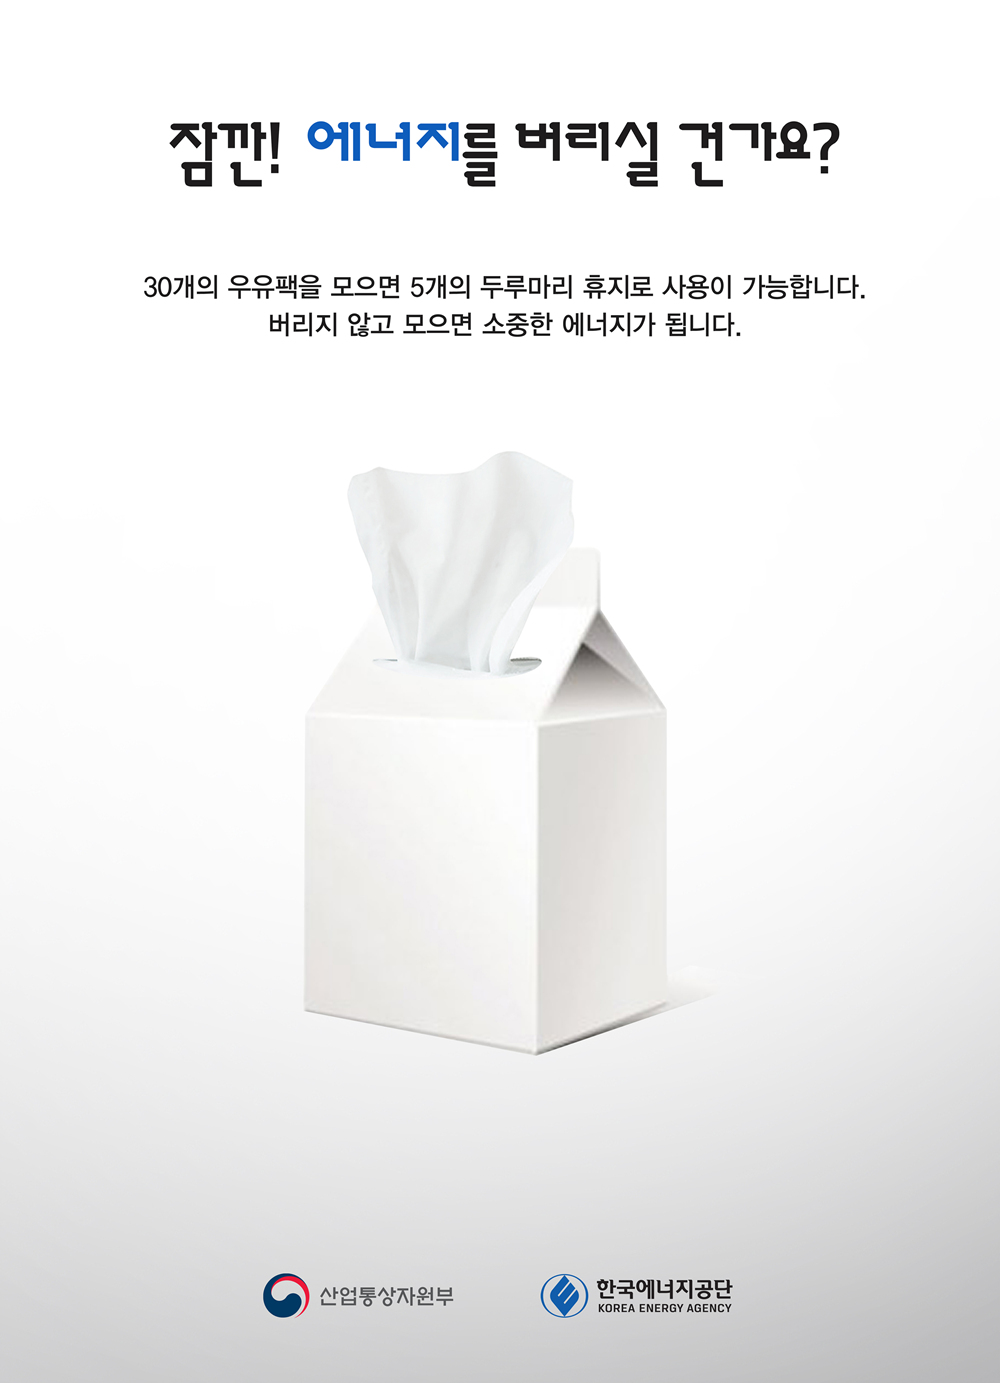 잠깐! 에너지를 버리실 건가요?
30개의 우유팩을 모으면 5개의 두루마리 휴지로 사용이 가능합니다.
버리지 않고 모으면 소중한 에너지가 됩니다.
산업통상자원부
한국에너지공단
KOREA ENERGY AGENCY